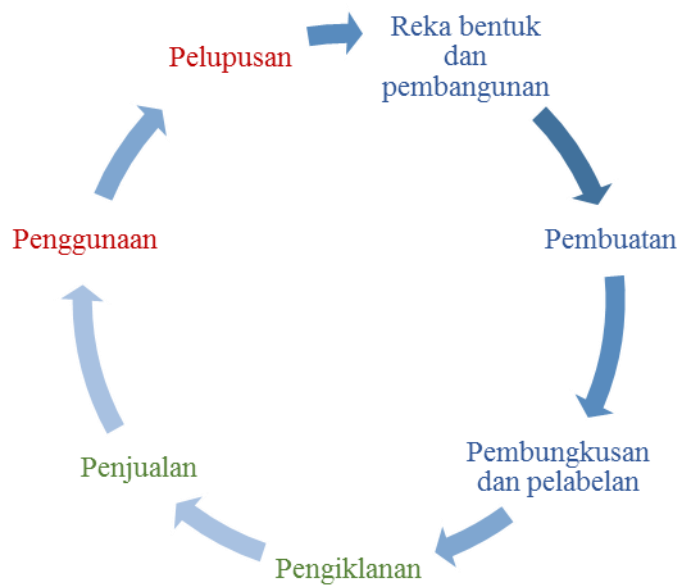 Reka bentuk
dan
pembangunan
Pembuatan
Pembungkusan
dan pelabelan
Pengiklanan
Penjualan
Penggunaan
Pelupusan